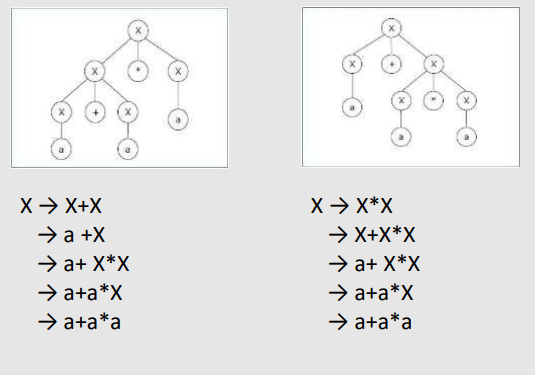 X
X * X
X + X a
a a
X
X + X
a X * X
a a
X → X+X
→ a +X
→ a+ X*X
→ a+a*X
→ a+a*a
X → X*X
→ X+X*X
→ a+ X*X
→ a+a*X
→ a+a*a